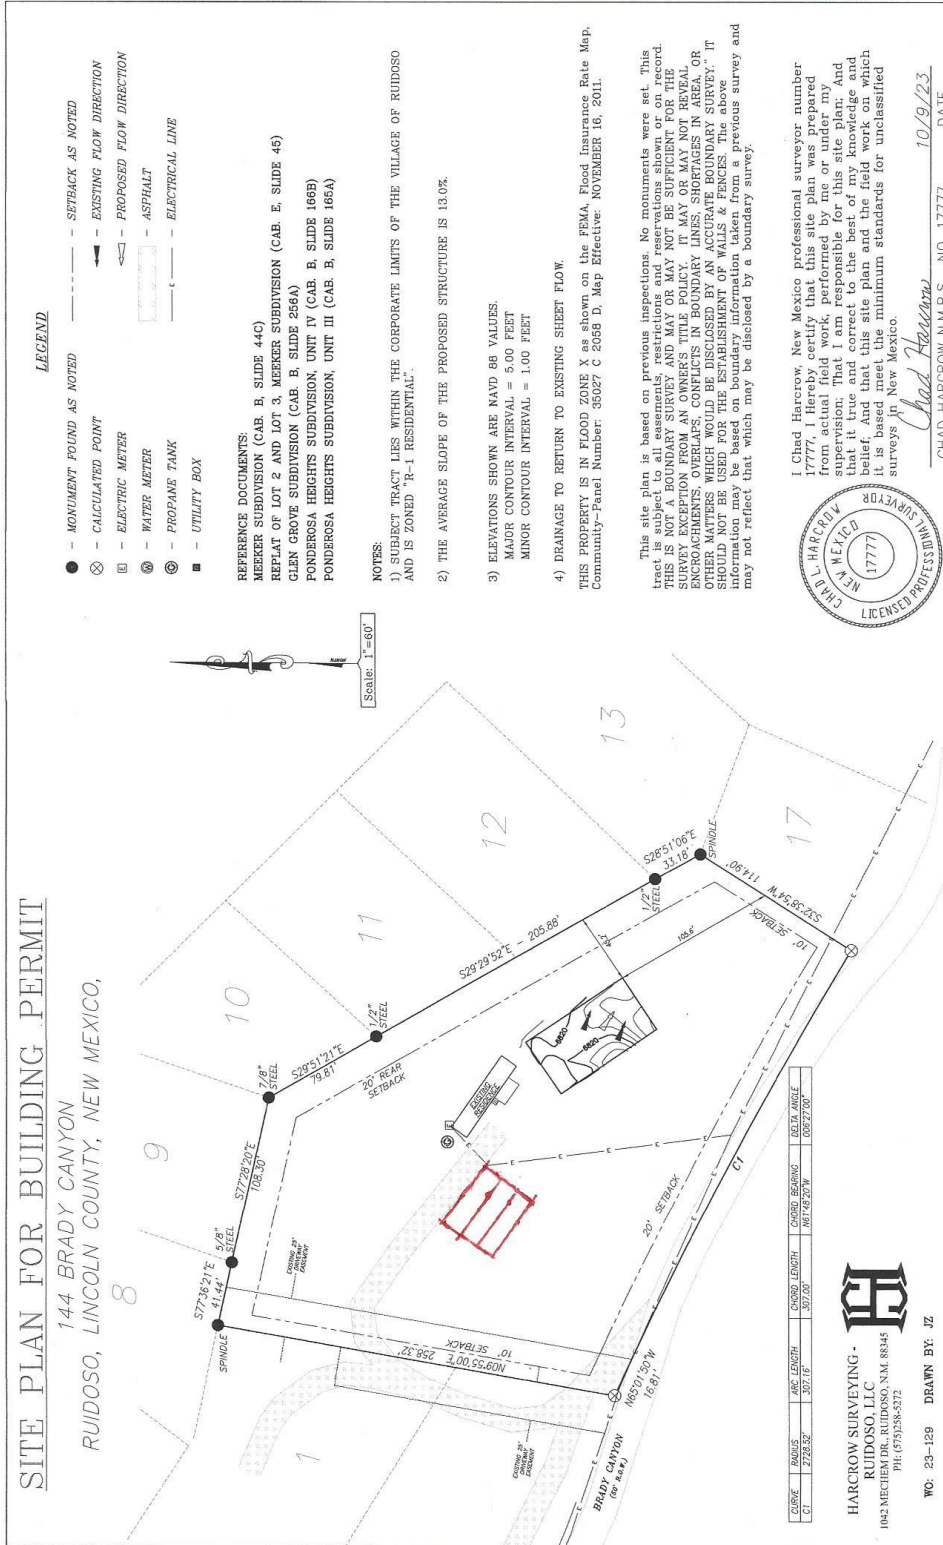 SITE PLAN FOR BUILDING PERMIT
144 BRADY CANYON
RUIDOSO, LINCOLN COUNTY, NEW MEXICO,
LEGEND
- MONUMENT FOUND AS NOTED
- CALCULATED POINT
E - ELECTRIC METER
W - WATER METER
G - PROPANE TANK
- UTILITY BOX
- SETBACK AS NOTED
- EXISTING FLOW DIRECTION
- PROPOSED FLOW DIRECTION
- ASPHALT
E - ELECTRICAL LINE
REFERENCE DOCUMENTS:
MEEKER SUBDIVISION (CAB. B, SLIDE 44C)
REPLAT OF LOT 2 AND LOT 3, MEEKER SUBDIVISION (CAB. E, SLIDE 45)
GLEN GROVE SUBDIVISION (CAB. B, SLIDE 256A)
PONDEROSA HEIGHTS SUBDIVISION, UNIT IV (CAB. B, SLIDE 166B)
PONDEROSA HEIGHTS SUBDIVISION, UNIT III (CAB. B, SLIDE 165A)
NOTES:
1) SUBJECT TRACT LIES WITHIN THE CORPORATE LIMITS OF THE VILLAGE OF RUIDOSO
AND IS ZONED "R-1 RESIDENTIAL".
2) THE AVERAGE SLOPE OF THE PROPOSED STRUCTURE IS 13.0%.
3) ELEVATIONS SHOWN ARE NAVD 88 VALUES.
MAJOR CONTOUR INTERVAL = 5.00 FEET
MINOR CONTOUR INTERVAL = 1.00 FEET
4) DRAINAGE TO RETURN TO EXISTING SHEET FLOW.
THIS PROPERTY IS IN FLOOD ZONE X as shown on the FEMA, Flood Insurance Rate Map,
Community-Panel Number: 35027 C 2058 D, Map Effective: NOVEMBER 16, 2011.
This site plan is based on previous inspections. No monuments were set. This
tract is subject to all easements, restrictions and reservations shown or on record.
THIS IS NOT A BOUNDARY SURVEY AND MAY OR MAY NOT BE SUFFICIENT FOR THE
SURVEY EXCEPTION FROM AN OWNER'S TITLE POLICY. IT MAY OR MAY NOT REVEAL
ENCROACHMENTS, OVERLAPS, CONFLICTS IN BOUNDARY LINES, SHORTAGES IN AREA, OR
OTHER MATTERS WHICH WOULD BE DISCLOSED BY AN ACCURATE BOUNDARY SURVEY." IT
SHOULD NOT BE USED FOR THE ESTABLISHMENT OF WALLS & FENCES. The above
information may be based on boundary information taken from a previous survey and
may not reflect that which may be disclosed by a boundary survey.
I Chad Harcrow, New Mexico professional surveyor number
17777, I Hereby certify that this site plan was prepared
from actual field work, performed by me or under my
supervision; That I am responsible for this site plan; And
that it true and correct to the best of my knowledge and
belief; And that this site plan and the field work on which
it is based meet the minimum standards for unclassified
surveys in New Mexico.
Chad Harcrow
10/9/23
CHAD HARCROW N.M.P.S. NO. 17777 DATE
CHAD L. HARCROW
NEW MEXICO
17777
LICENSED PROFESSIONAL SURVEYOR
Scale: 1"=60'
8
9
10
11
12
13
17
1
SPINDLE
S77°36'21"E
41.44'
5/8"
STEEL
S77°28'20"E
108.30'
7/8"
STEEL
S29°51'21"E
79.81'
1/2"
STEEL
S29°29'52"E - 205.88'
1/2"
STEEL
S28°51'06"E
33.18'
SPINDLE
S32°38'54"W
114.90'
10'
SETBACK
20' REAR
SETBACK
EXISTING 25'
DRIVEWAY
EASEMENT
N09°55'00"E 258.32'
10' SETBACK
EXISTING 25'
DRIVEWAY
EASEMENT
N65°01'50"W
16.81'
BRADY CANYON
(60' R.O.W.)
20' SETBACK
C1
G
E
EXISTING
RESIDENCE
6820
6820
45.2'
105.6'
CURVE RADIUS ARC LENGTH CHORD LENGTH CHORD BEARING DELTA ANGLE
C1 2728.52' 307.16' 307.00' N61°48'20"W 006°27'00"
HARCROW SURVEYING -
RUIDOSO, LLC
1042 MECHEM DR., RUIDOSO, N.M. 88345
PH: (575)258-5272
WO: 23-129 DRAWN BY: JZ